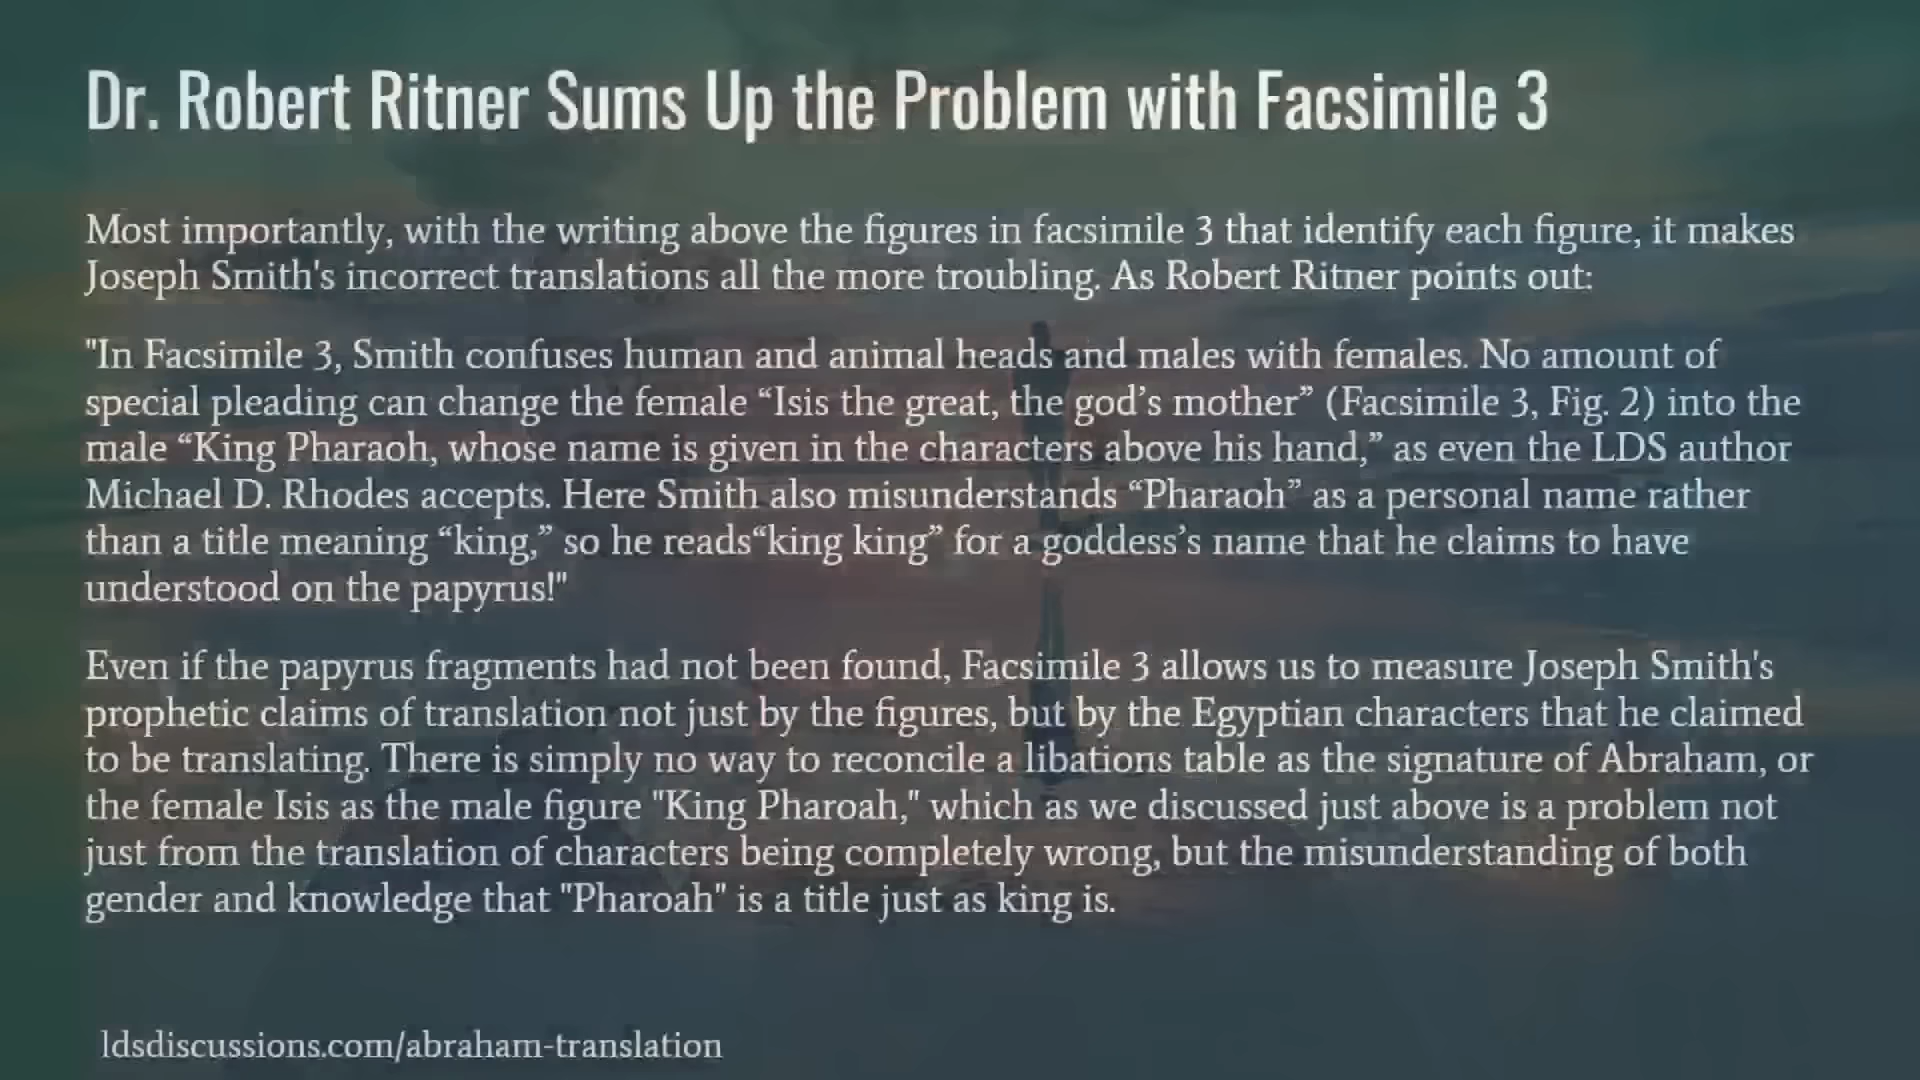 Dr. Robert Ritner Sums Up the Problem with Facsimile 3
Most importantly, with the writing above the figures in facsimile 3 that identify each figure, it makes
Joseph Smith's incorrect translations all the more troubling. As Robert Ritner points out:
"In Facsimile 3, Smith confuses human and animal heads and males with females. No amount of
special pleading can change the female “Isis the great, the god’s mother” (Facsimile 3, Fig. 2) into the
male “King Pharaoh, whose name is given in the characters above his hand,” as even the LDS author
Michael D. Rhodes accepts. Here Smith also misunderstands “Pharaoh” as a personal name rather
than a title meaning “king,” so he reads“king king” for a goddess’s name that he claims to have
understood on the papyrus!"
Even if the papyrus fragments had not been found, Facsimile 3 allows us to measure Joseph Smith's
prophetic claims of translation not just by the figures, but by the Egyptian characters that he claimed
to be translating. There is simply no way to reconcile a libations table as the signature of Abraham, or
the female Isis as the male figure "King Pharoah," which as we discussed just above is a problem not
just from the translation of characters being completely wrong, but the misunderstanding of both
gender and knowledge that "Pharoah" is a title just as king is.
ldsdiscussions.com/abraham-translation